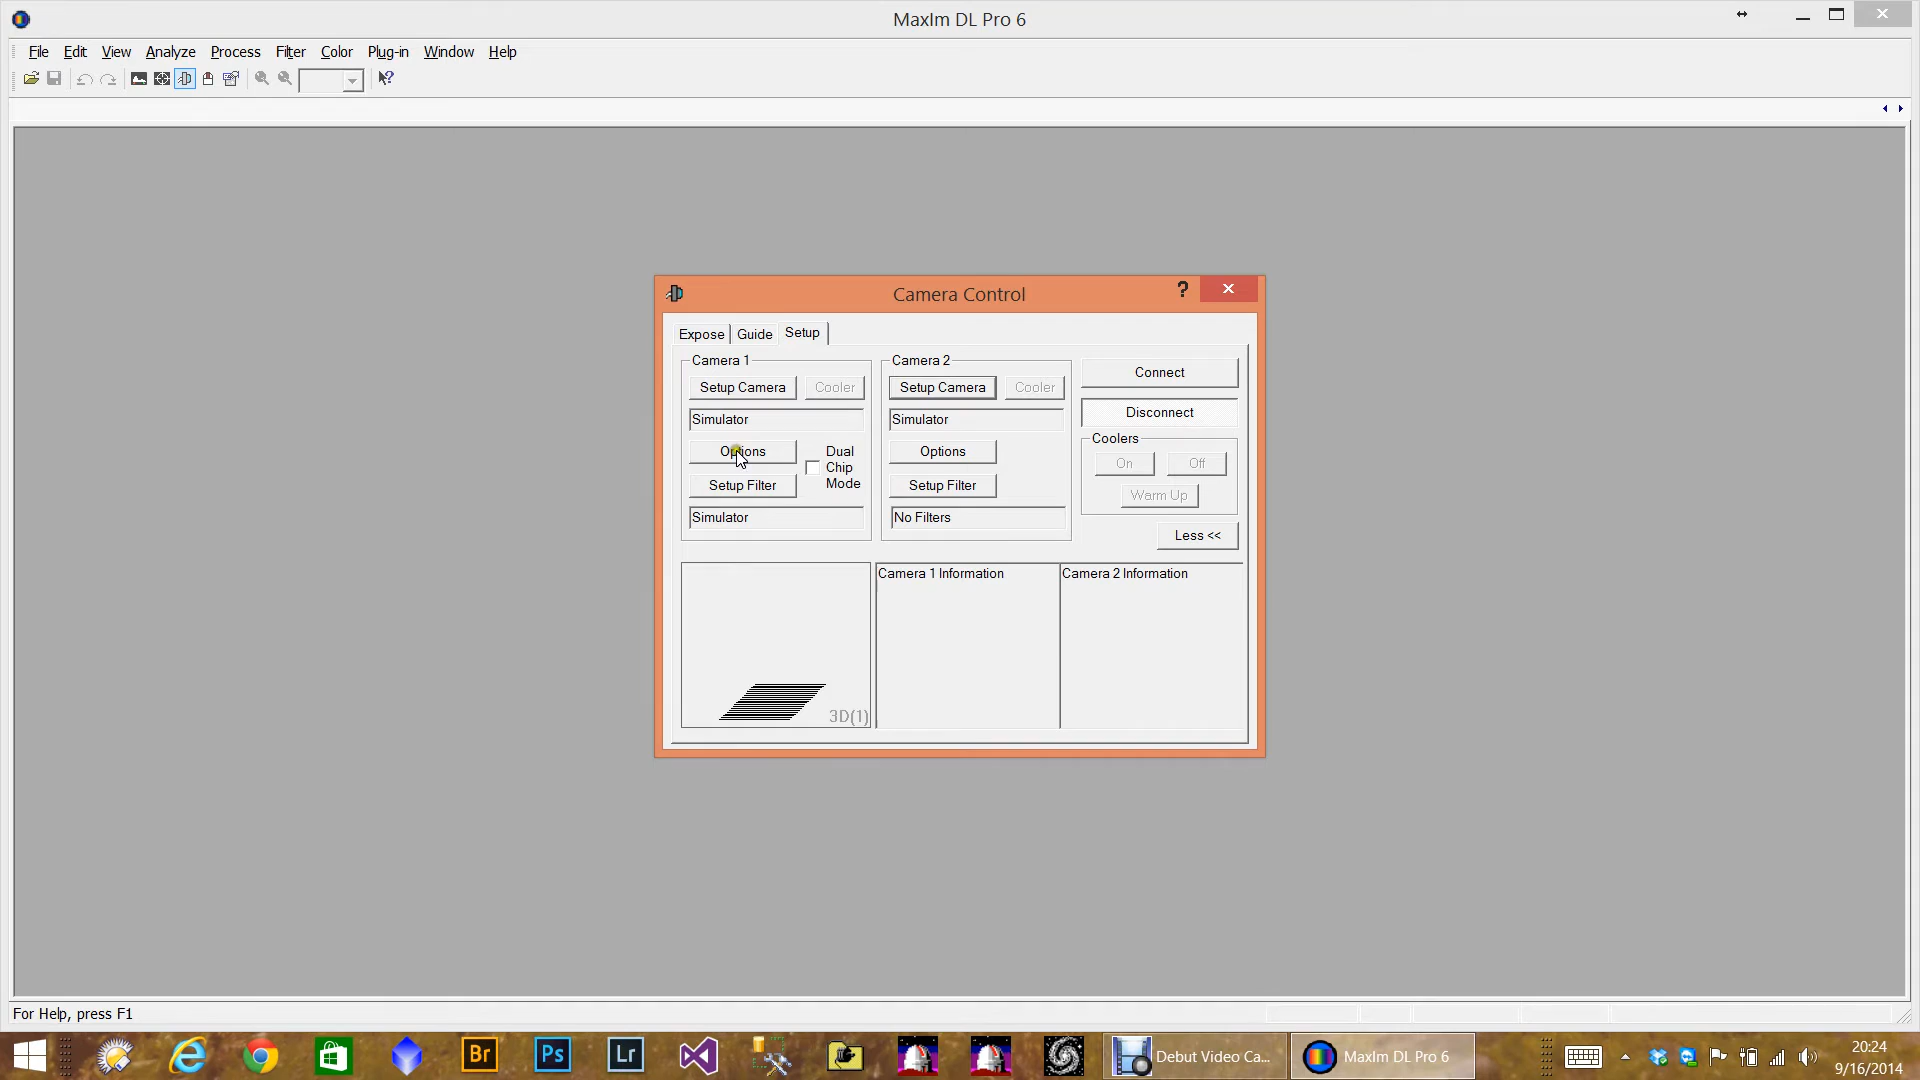 MaxIm DL Pro 6
File Edit View Analyze Process Filter Color Plug-in Window Help
Camera Control
?
Expose Guide Setup
Camera 1
Setup Camera Cooler
Simulator
Options
Dual
Chip
Mode
Setup Filter
Simulator
Camera 2
Setup Camera Cooler
Simulator
Options
Setup Filter
No Filters
Connect
Disconnect
Coolers
On Off
Warm Up
Less <<
3D(1)
Camera 1 Information
Camera 2 Information
For Help, press F1
Br Ps Lr
Debut Video Ca...
MaxIm DL Pro 6
20:24
9/16/2014